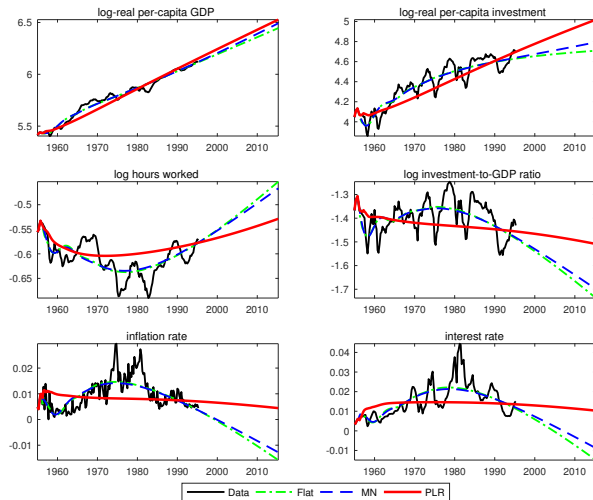 log-real per-capita GDP
6.5
6
5.5
1960 1970 1980 1990 2000 2010
log-real per-capita investment
5
4.8
4.6
4.4
4.2
4
1960 1970 1980 1990 2000 2010
log hours worked
-0.5
-0.55
-0.6
-0.65
1960 1970 1980 1990 2000 2010
log investment-to-GDP ratio
-1.3
-1.4
-1.5
-1.6
-1.7
1960 1970 1980 1990 2000 2010
inflation rate
0.02
0.01
0
-0.01
1960 1970 1980 1990 2000 2010
interest rate
0.04
0.03
0.02
0.01
0
-0.01
1960 1970 1980 1990 2000 2010
Data Flat MN PLR